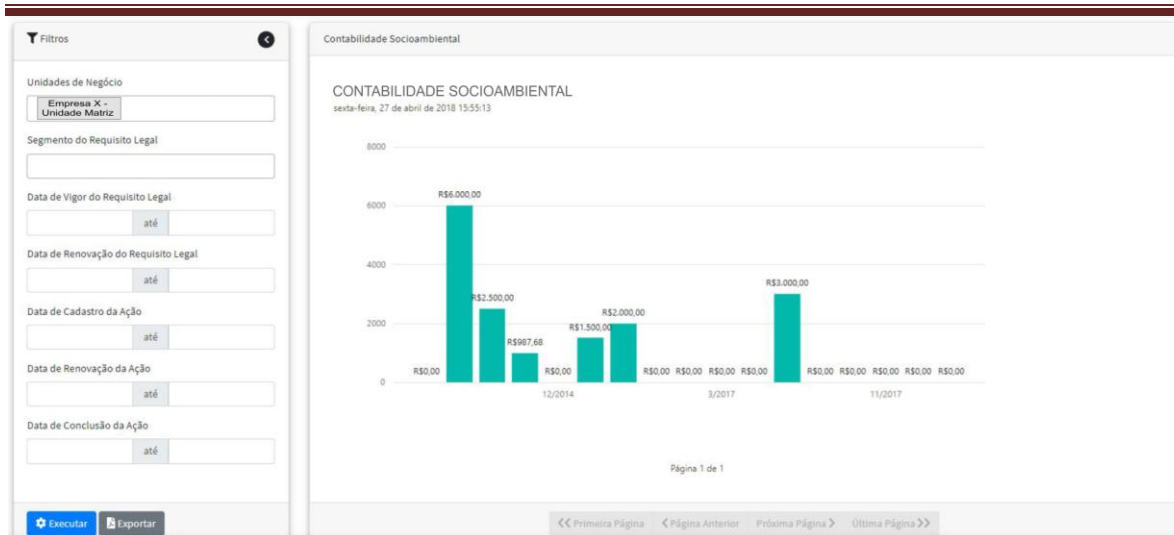 Filtros
Unidades de Negócio
Empresa X -
Unidade Matriz
Segmento do Requisito Legal
Data de Vigor do Requisito Legal
até
Data de Renovação do Requisito Legal
até
Data de Cadastro da Ação
até
Data de Renovação da Ação
até
Data de Conclusão da Ação
até
Executar Exportar
Contabilidade Socioambiental
CONTABILIDADE SOCIOAMBIENTAL
sexta-feira, 27 de abril de 2018 15:55:13
8000
R$6.000,00
6000
4000
R$3.000,00
R$2.500,00
R$2.000,00
2000
R$1.500,00
R$987,68
R$0,00 R$0,00 R$0,00 R$0,00 R$0,00 R$0,00 R$0,00 R$0,00 R$0,00 R$0,00 R$0,00
0
12/2014 3/2017 11/2017
Página 1 de 1
Primeira Página Página Anterior Próxima Página Última Página